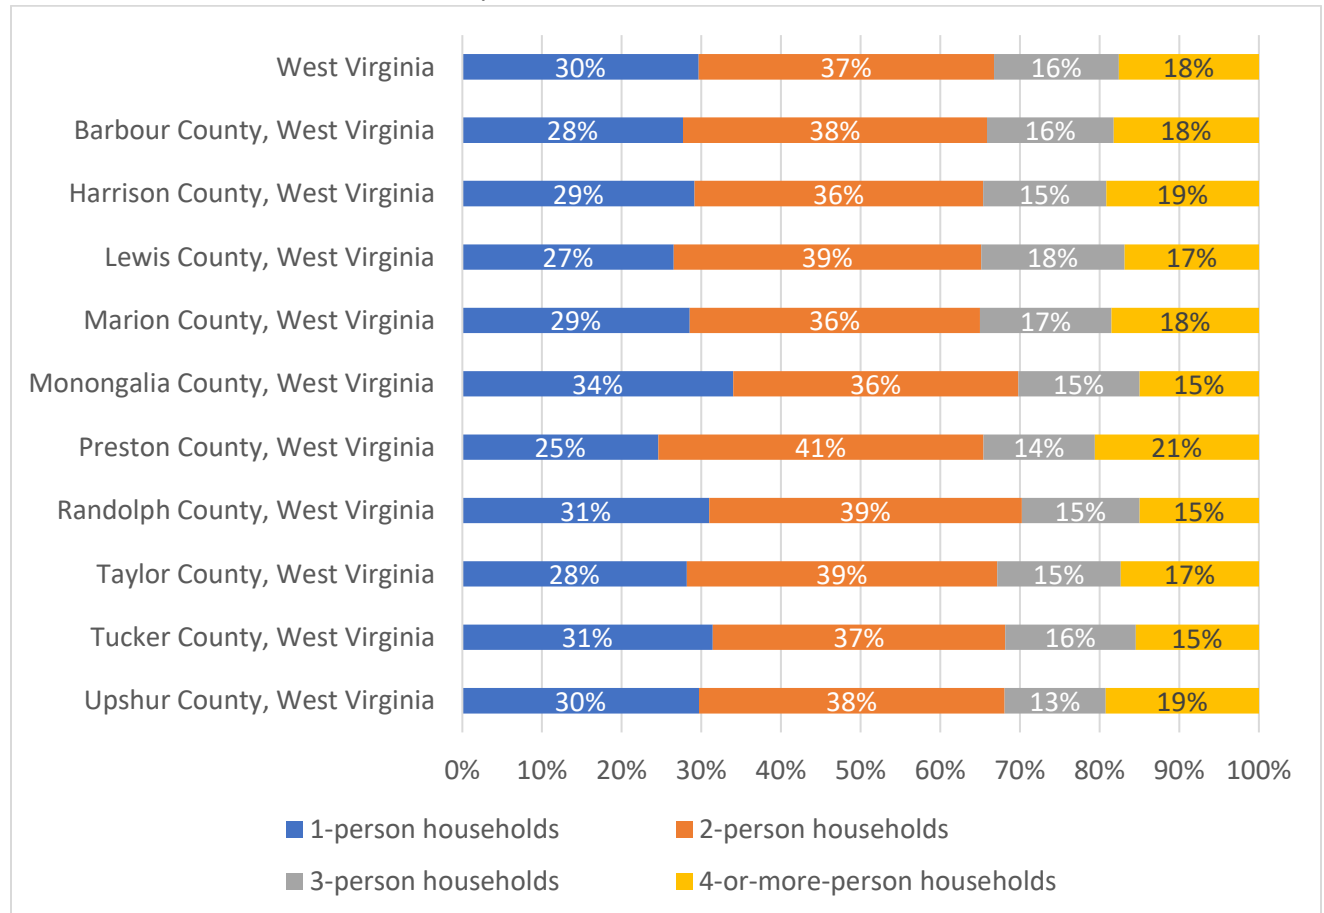 West Virginia 30% 37% 16% 18%
Barbour County, West Virginia 28% 38% 16% 18%
Harrison County, West Virginia 29% 36% 15% 19%
Lewis County, West Virginia 27% 39% 18% 17%
Marion County, West Virginia 29% 36% 17% 18%
Monongalia County, West Virginia 34% 36% 15% 15%
Preston County, West Virginia 25% 41% 14% 21%
Randolph County, West Virginia 31% 39% 15% 15%
Taylor County, West Virginia 28% 39% 15% 17%
Tucker County, West Virginia 31% 37% 16% 15%
Upshur County, West Virginia 30% 38% 13% 19%
0% 10% 20% 30% 40% 50% 60% 70% 80% 90% 100%
1-person households 2-person households
3-person households 4-or-more-person households